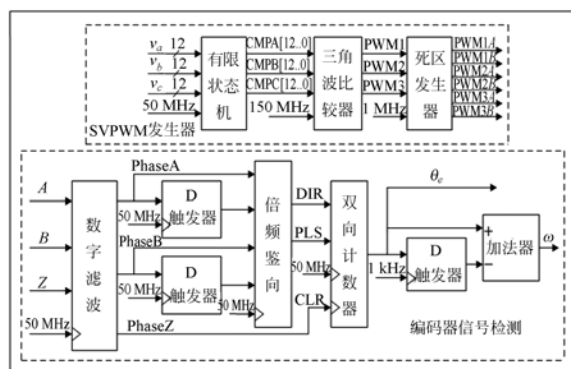 v_a 12
v_b 12
v_c 12
50 MHz
有限状态机
CMPA[12..0]
CMPB[12..0]
CMPC[12..0]
150 MHz
三角波比较器
PWM1
PWM2
PWM3
1 MHz
死区发生器
PWM1A
PWM1B
PWM2A
PWM2B
PWM3A
PWM3B
SVPWM发生器
A
B
Z
50 MHz
数字滤波
PhaseA
50 MHz
D
触发器
PhaseB
50 MHz
D
触发器
PhaseZ
50 MHz
倍频鉴向
DIR
PLS
50 MHz
CLR
双向计数器
θ_e
1 kHz
D
触发器
+
−
加法器
ω
编码器信号检测